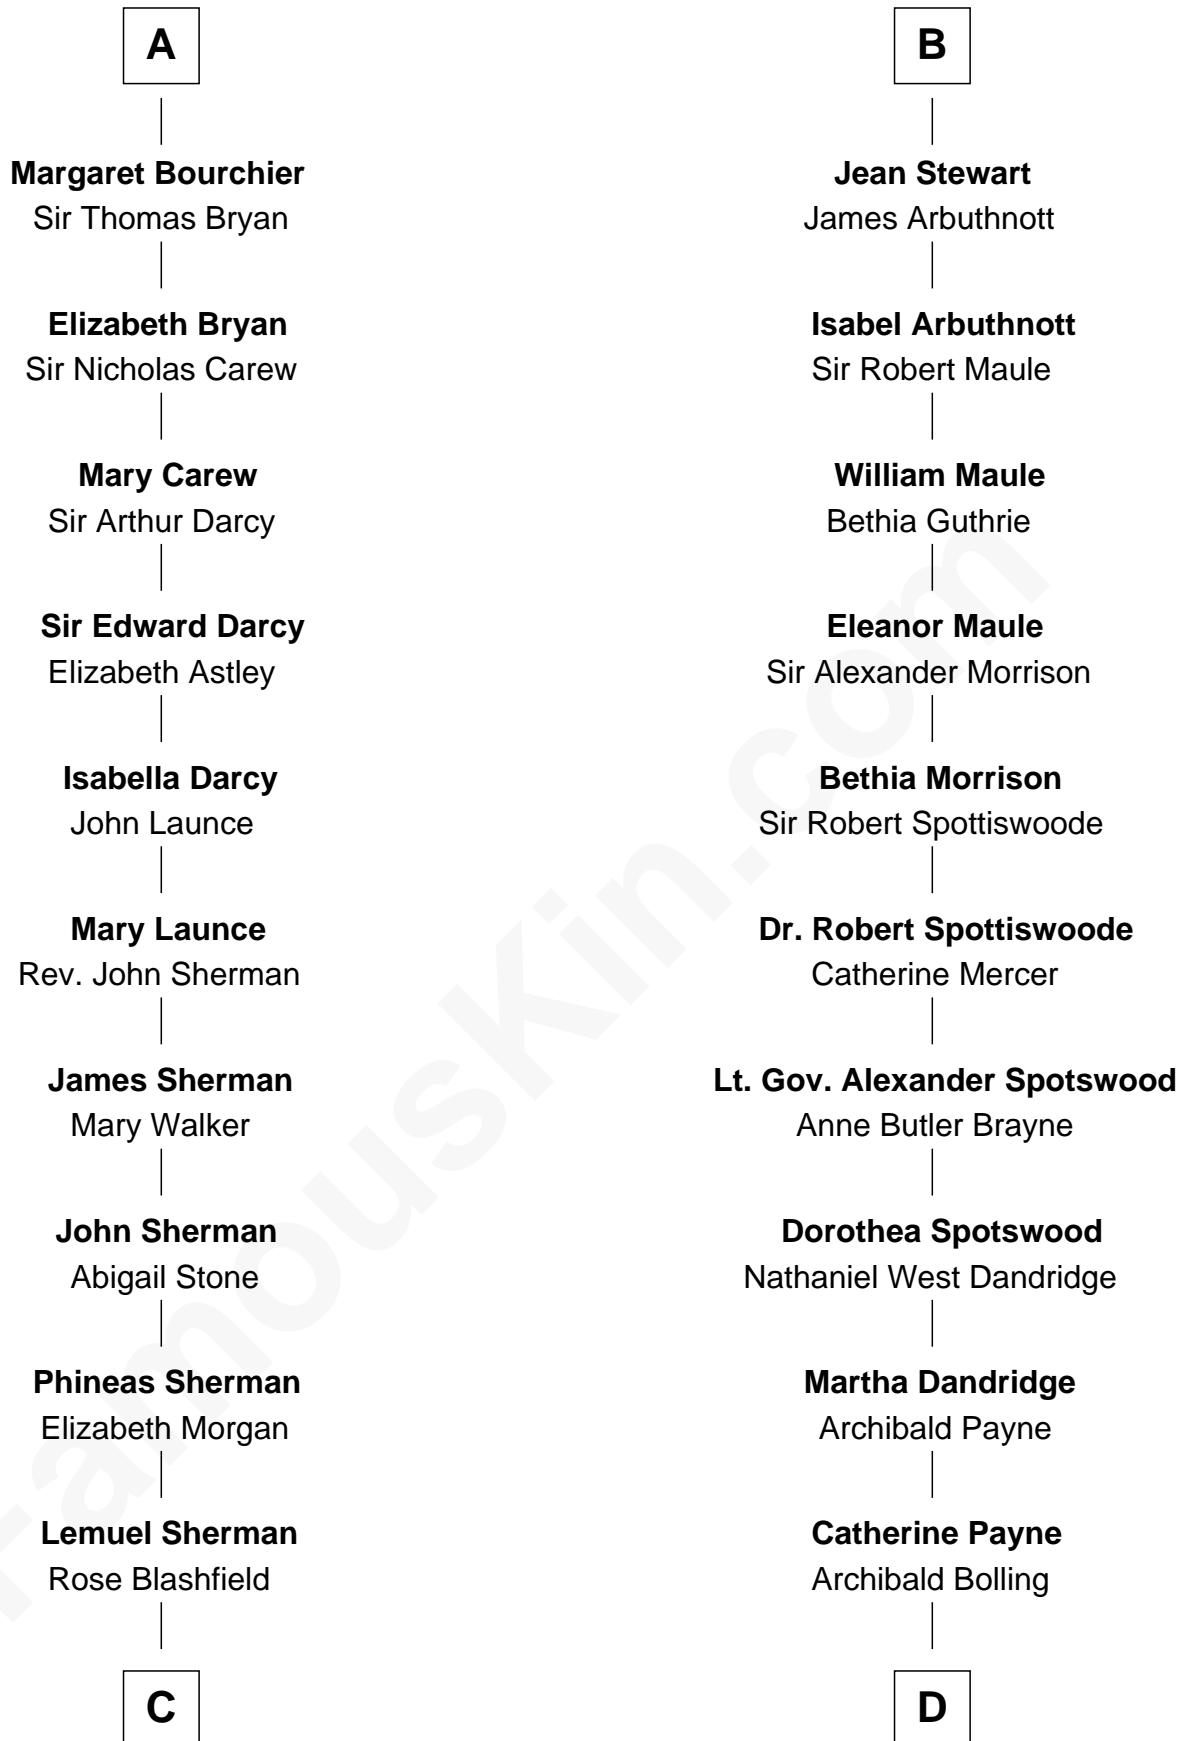 A
Margaret Bourchier
Sir Thomas Bryan
Elizabeth Bryan
Sir Nicholas Carew
Mary Carew
Sir Arthur Darcy
Sir Edward Darcy
Elizabeth Astley
Isabella Darcy
John Launce
Mary Launce
Rev. John Sherman
James Sherman
Mary Walker
John Sherman
Abigail Stone
Phineas Sherman
Elizabeth Morgan
Lemuel Sherman
Rose Blashfield
C
B
Jean Stewart
James Arbuthnott
Isabel Arbuthnott
Sir Robert Maule
William Maule
Bethia Guthrie
Eleanor Maule
Sir Alexander Morrison
Bethia Morrison
Sir Robert Spottiswoode
Dr. Robert Spottiswoode
Catherine Mercer
Lt. Gov. Alexander Spotswood
Anne Butler Brayne
Dorothea Spotswood
Nathaniel West Dandridge
Martha Dandridge
Archibald Payne
Catherine Payne
Archibald Bolling
D
FamousKin.com